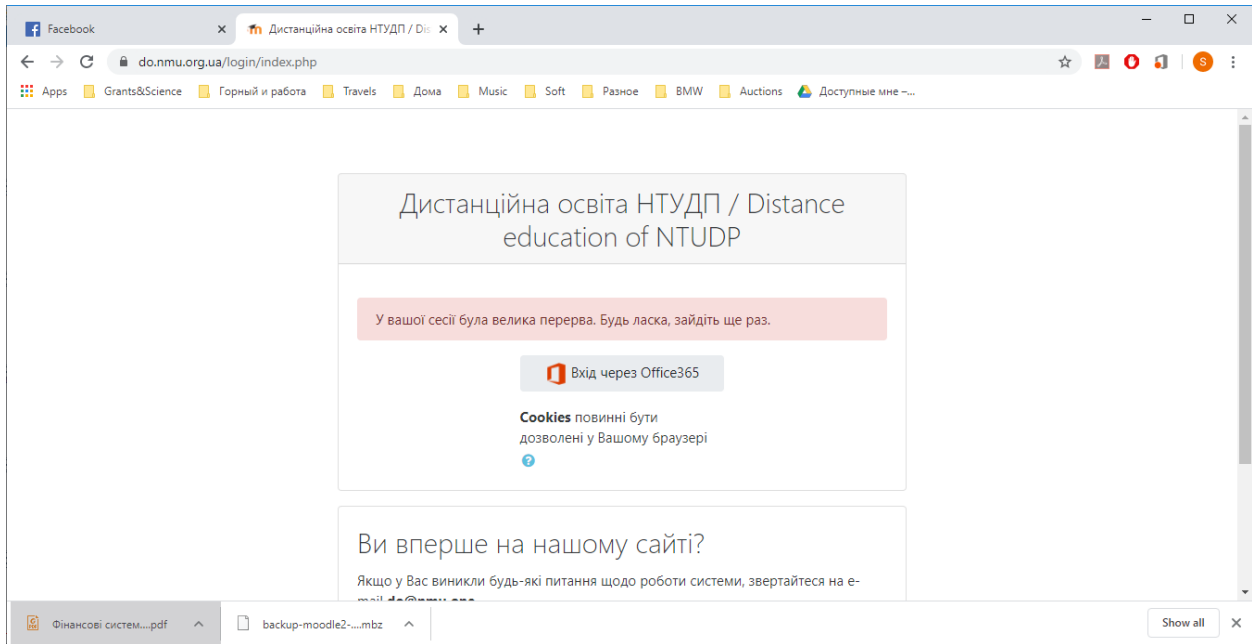 Facebook
Дистанційна освіта НТУДП / Dis
do.nmu.org.ua/login/index.php
S
Apps Grants&Science Горный и работа Travels Дома Music Soft Разное BMW Auctions Доступные мне –...
Дистанційна освіта НТУДП / Distance
education of NTUDP
У вашої сесії була велика перерва. Будь ласка, зайдіть ще раз.
Вхід через Office365
Cookies повинні бути
дозволені у Вашому браузері
?
Ви вперше на нашому сайті?
Якщо у Вас виникли будь-які питання щодо роботи системи, звертайтеся на e-
mail do@nmu.one
Фінансові систем....pdf backup-moodle2-....mbz Show all